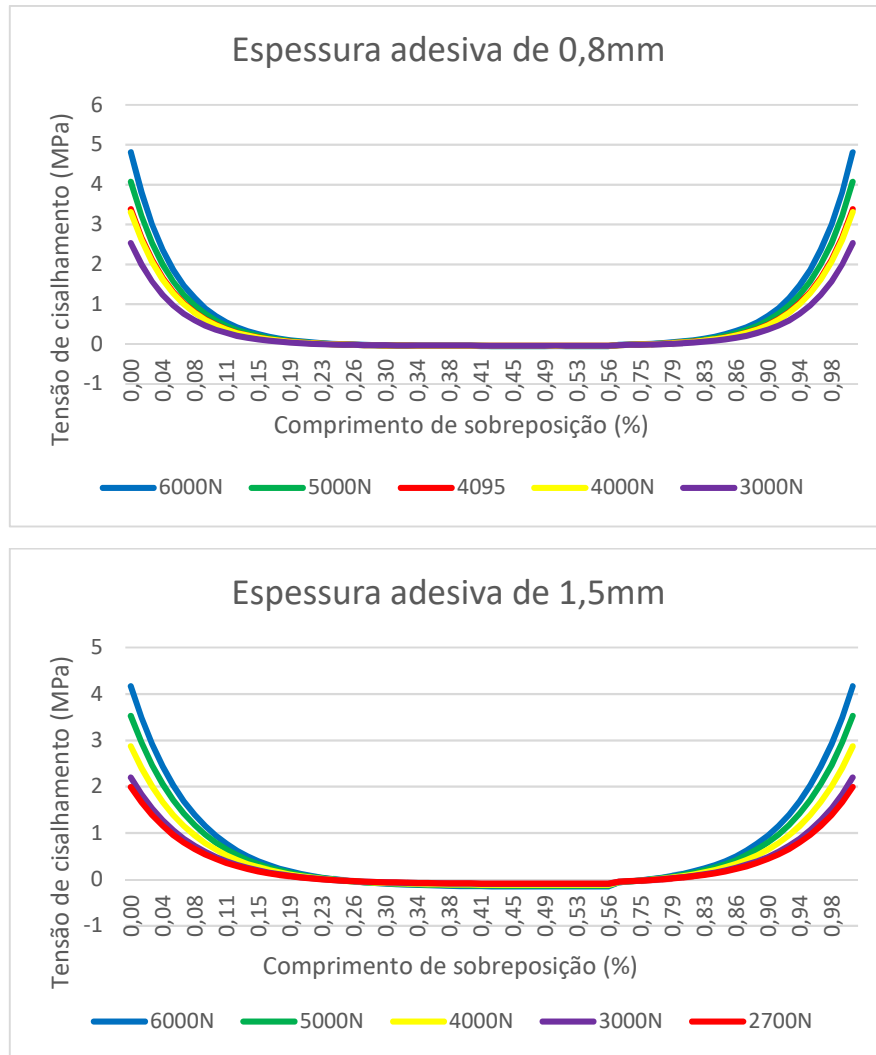 Espessura adesiva de 0,8mm
Tensão de cisalhamento (MPa)
6
5
4
3
2
1
0
-1
0,00 0,04 0,08 0,11 0,15 0,19 0,23 0,26 0,30 0,34 0,38 0,41 0,45 0,49 0,53 0,56 0,75 0,79 0,83 0,86 0,90 0,94 0,98
Comprimento de sobreposição (%)
6000N 5000N 4095 4000N 3000N
Espessura adesiva de 1,5mm
Tensão de cisalhamento (MPa)
5
4
3
2
1
0
-1
0,00 0,04 0,08 0,11 0,15 0,19 0,23 0,26 0,30 0,34 0,38 0,41 0,45 0,49 0,53 0,56 0,75 0,79 0,83 0,86 0,90 0,94 0,98
Comprimento de sobreposição (%)
6000N 5000N 4000N 3000N 2700N